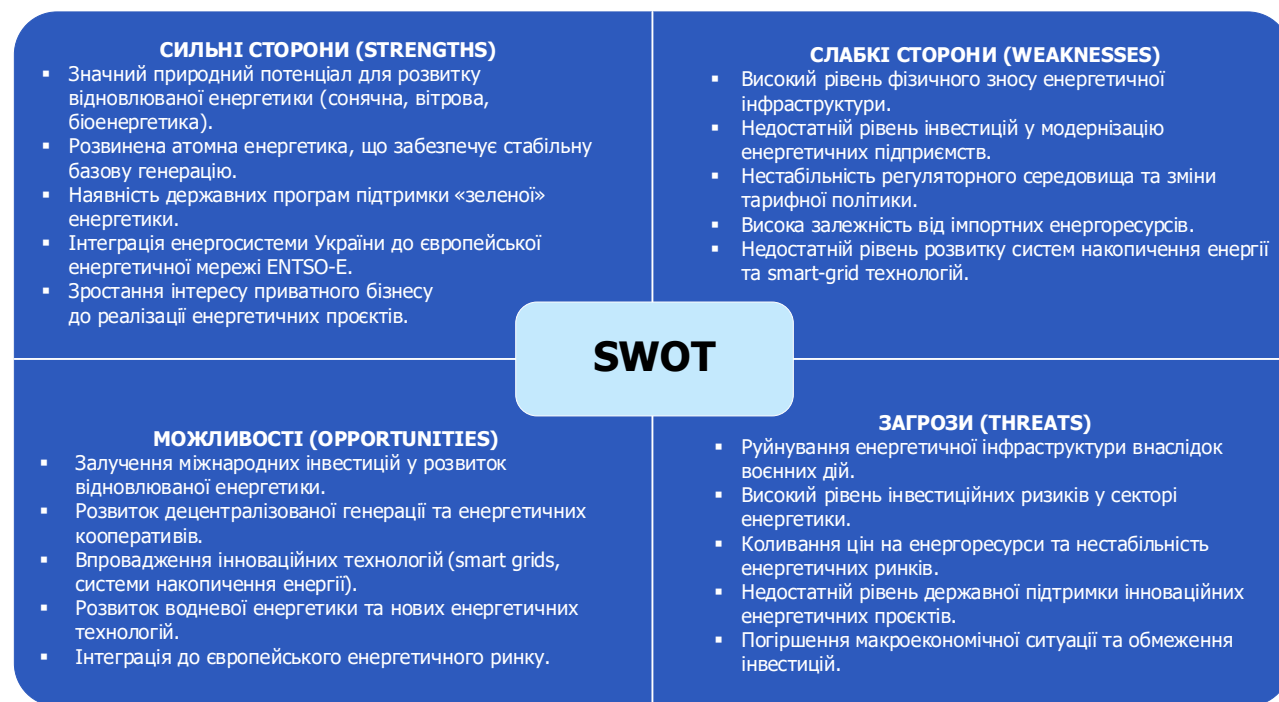 СИЛЬНІ СТОРОНИ (STRENGTHS)
▪ Значний природний потенціал для розвитку
відновлюваної енергетики (сонячна, вітрова,
біоенергетика).
▪ Розвинена атомна енергетика, що забезпечує стабільну
базову генерацію.
▪ Наявність державних програм підтримки «зеленої»
енергетики.
▪ Інтеграція енергосистеми України до європейської
енергетичної мережі ENTSO-E.
▪ Зростання інтересу приватного бізнесу
до реалізації енергетичних проєктів.
СЛАБКІ СТОРОНИ (WEAKNESSES)
▪ Високий рівень фізичного зносу енергетичної
інфраструктури.
▪ Недостатній рівень інвестицій у модернізацію
енергетичних підприємств.
▪ Нестабільність регуляторного середовища та зміни
тарифної політики.
▪ Висока залежність від імпортних енергоресурсів.
▪ Недостатній рівень розвитку систем накопичення енергії
та smart-grid технологій.
SWOT
МОЖЛИВОСТІ (OPPORTUNITIES)
▪ Залучення міжнародних інвестицій у розвиток
відновлюваної енергетики.
▪ Розвиток децентралізованої генерації та енергетичних
кооперативів.
▪ Впровадження інноваційних технологій (smart grids,
системи накопичення енергії).
▪ Розвиток водневої енергетики та нових енергетичних
технологій.
▪ Інтеграція до європейського енергетичного ринку.
ЗАГРОЗИ (THREATS)
▪ Руйнування енергетичної інфраструктури внаслідок
воєнних дій.
▪ Високий рівень інвестиційних ризиків у секторі
енергетики.
▪ Коливання цін на енергоресурси та нестабільність
енергетичних ринків.
▪ Недостатній рівень державної підтримки інноваційних
енергетичних проєктів.
▪ Погіршення макроекономічної ситуації та обмеження
інвестицій.